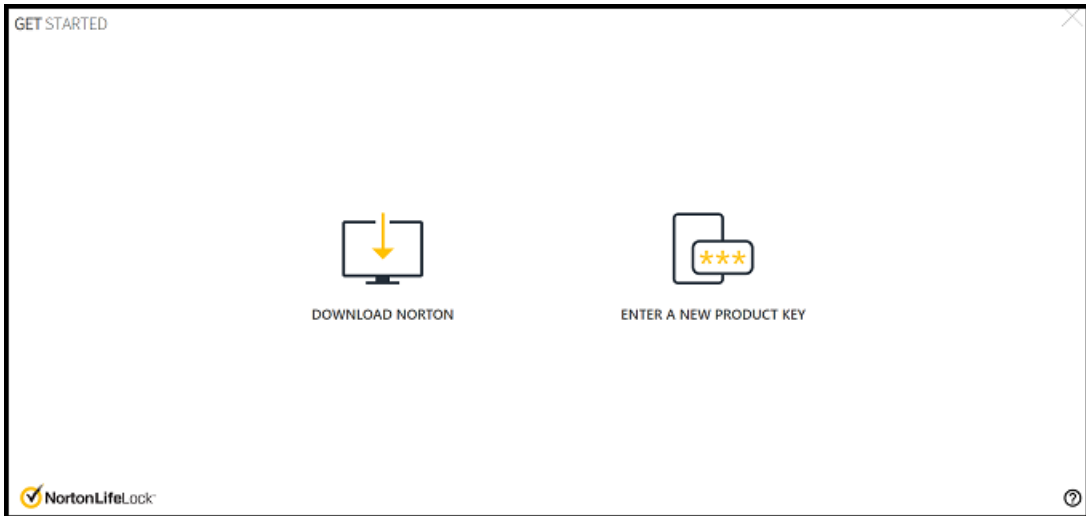 GET STARTED
DOWNLOAD NORTON
ENTER A NEW PRODUCT KEY
***
NortonLifeLock